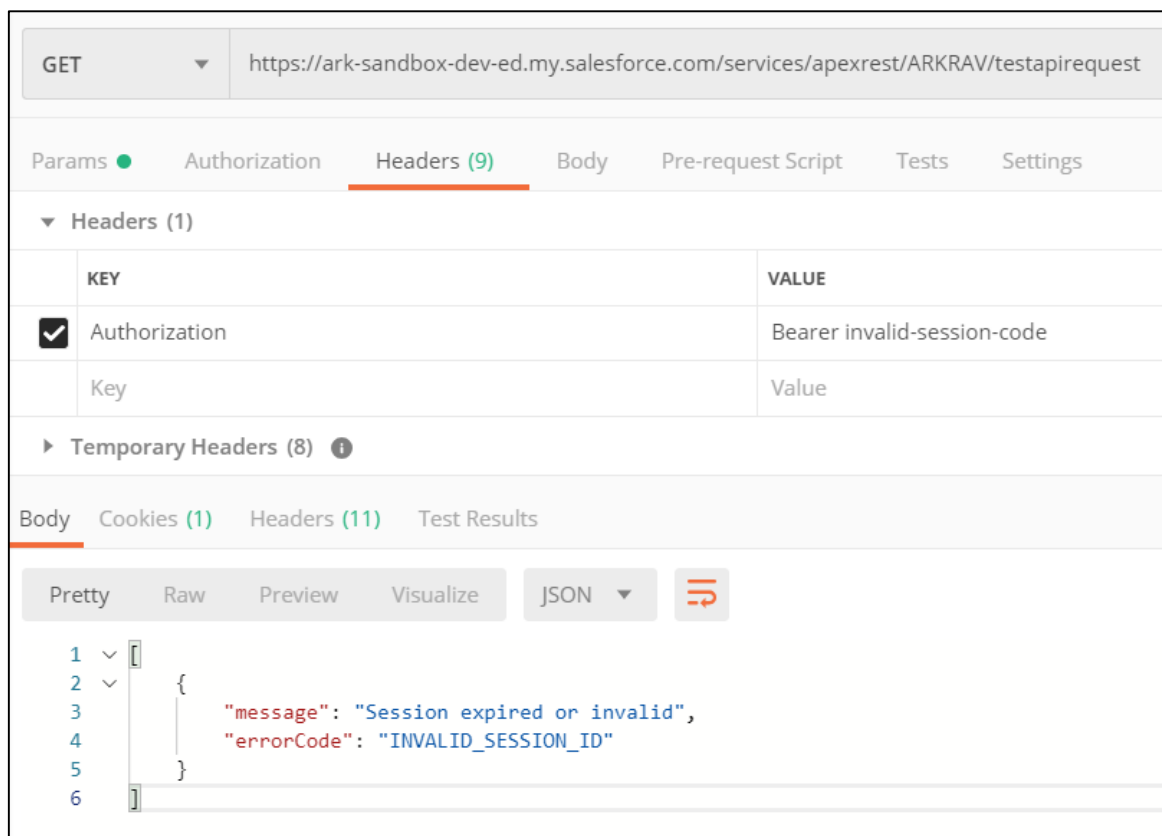 GET https://ark-sandbox-dev-ed.my.salesforce.com/services/apexrest/ARKRAV/testapirequest
Params Authorization Headers (9) Body Pre-request Script Tests Settings
Headers (1)
KEY VALUE
Authorization Bearer invalid-session-code
Key Value
Temporary Headers (8) i
Body Cookies (1) Headers (11) Test Results
Pretty Raw Preview Visualize JSON
1 [
2 {
3 "message": "Session expired or invalid",
4 "errorCode": "INVALID_SESSION_ID"
5 }
6 ]